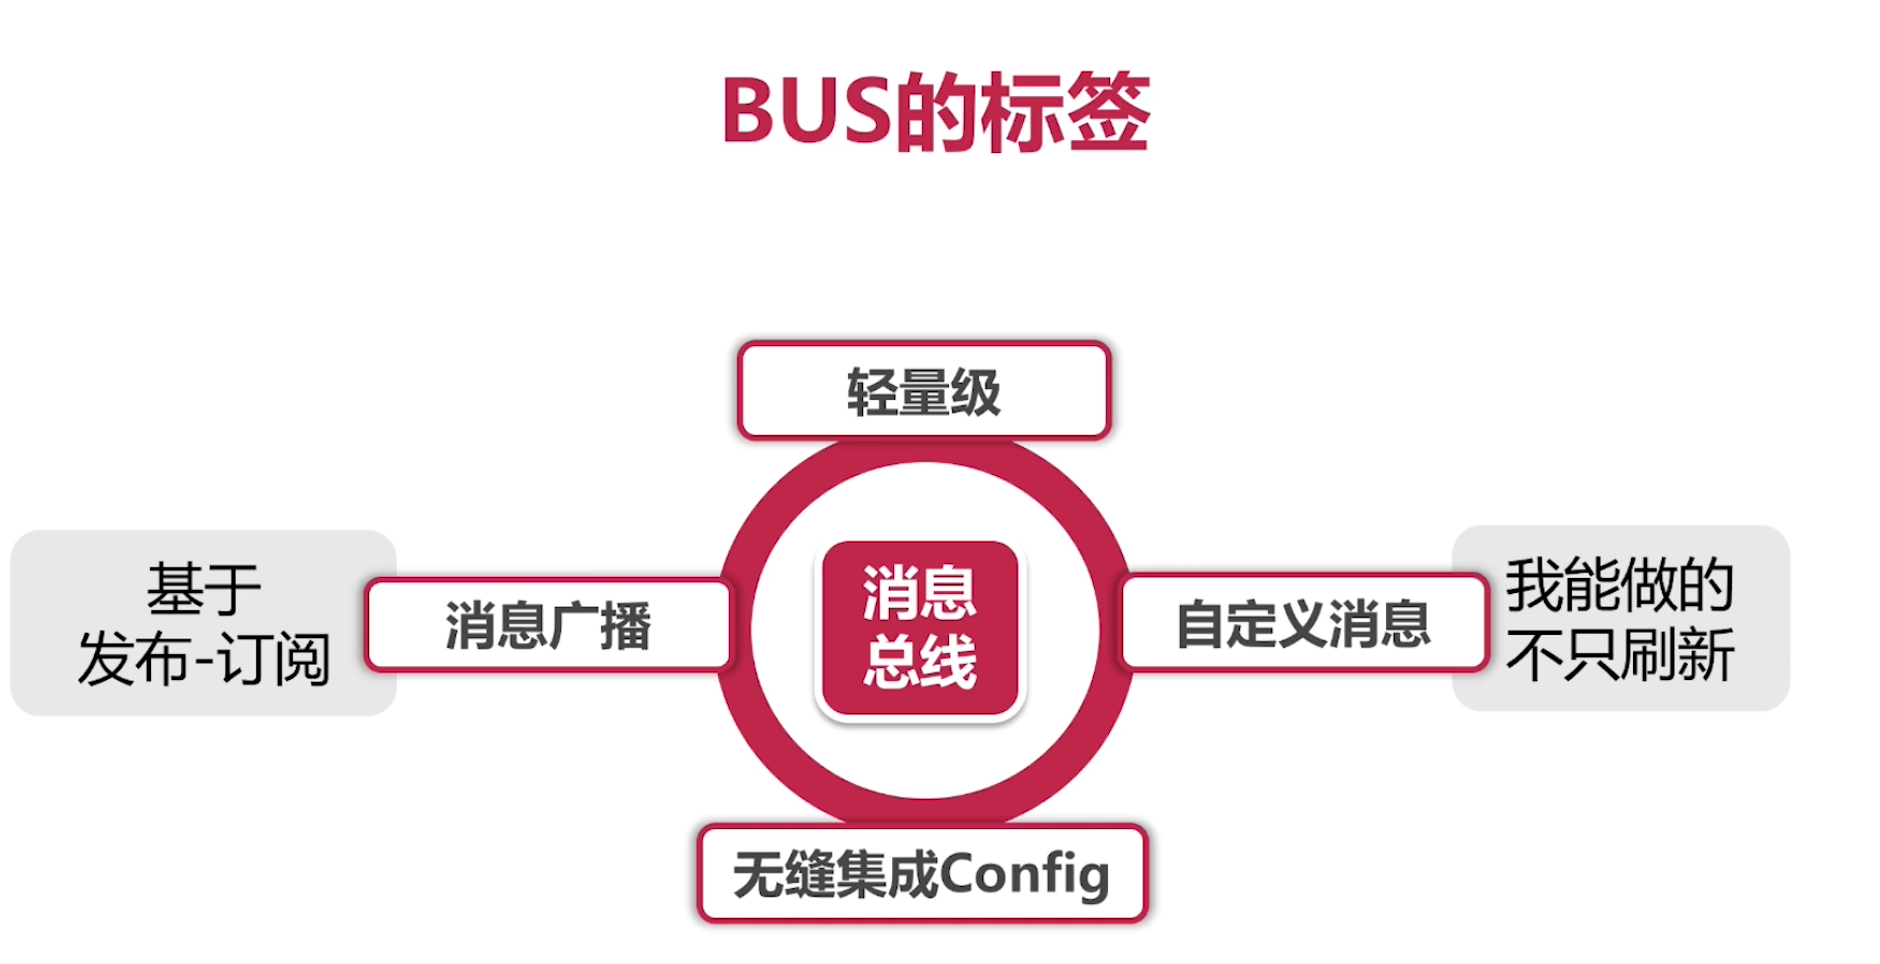 BUS的标签
轻量级
基于
发布-订阅
消息广播
消息
总线
自定义消息
我能做的
不只刷新
无缝集成Config